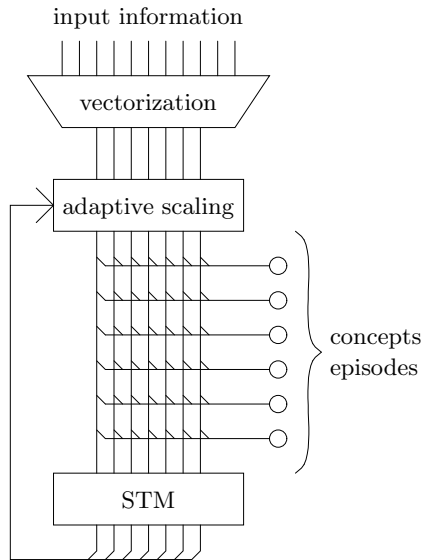 input information
vectorization
adaptive scaling
concepts
episodes
STM